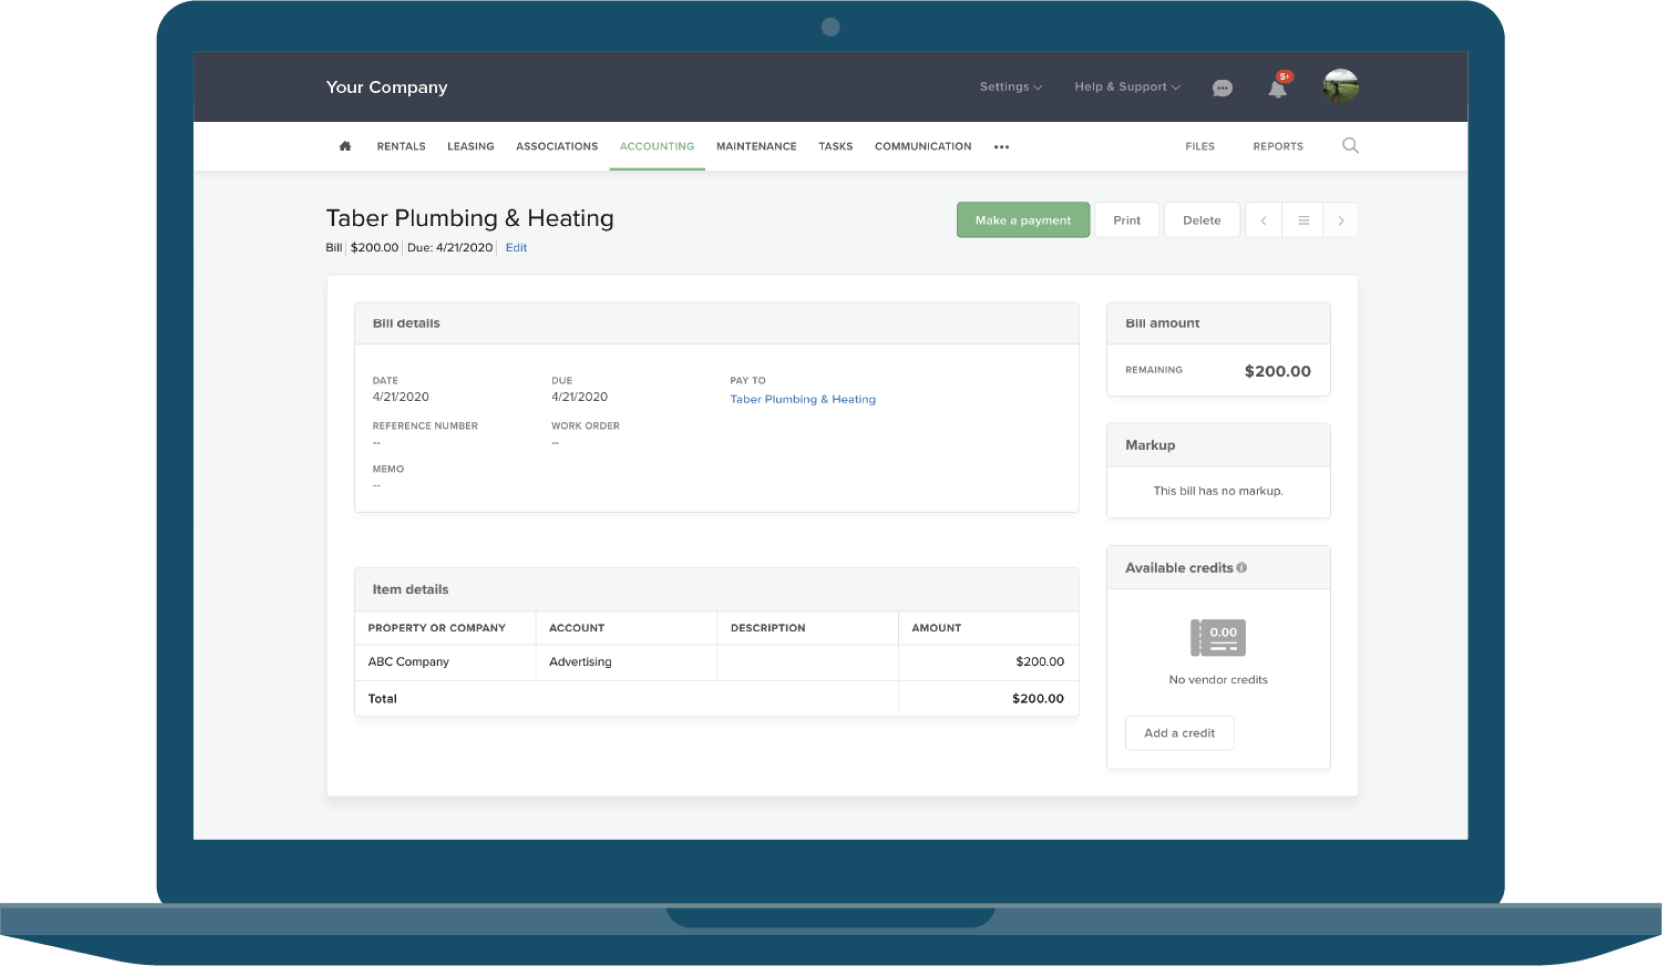 Your Company
Settings
Help & Support
5+
RENTALS LEASING ASSOCIATIONS ACCOUNTING MAINTENANCE TASKS COMMUNICATION ••• FILES REPORTS
Taber Plumbing & Heating
Make a payment
Print
Delete
Bill | $200.00 | Due: 4/21/2020 | Edit
Bill details
DATE DUE PAY TO
4/21/2020 4/21/2020 Taber Plumbing & Heating
REFERENCE NUMBER WORK ORDER
-- --
MEMO
--
Bill amount
REMAINING $200.00
Markup
This bill has no markup.
Item details
PROPERTY OR COMPANY ACCOUNT DESCRIPTION AMOUNT
ABC Company Advertising $200.00
Total $200.00
Available credits
0.00
No vendor credits
Add a credit